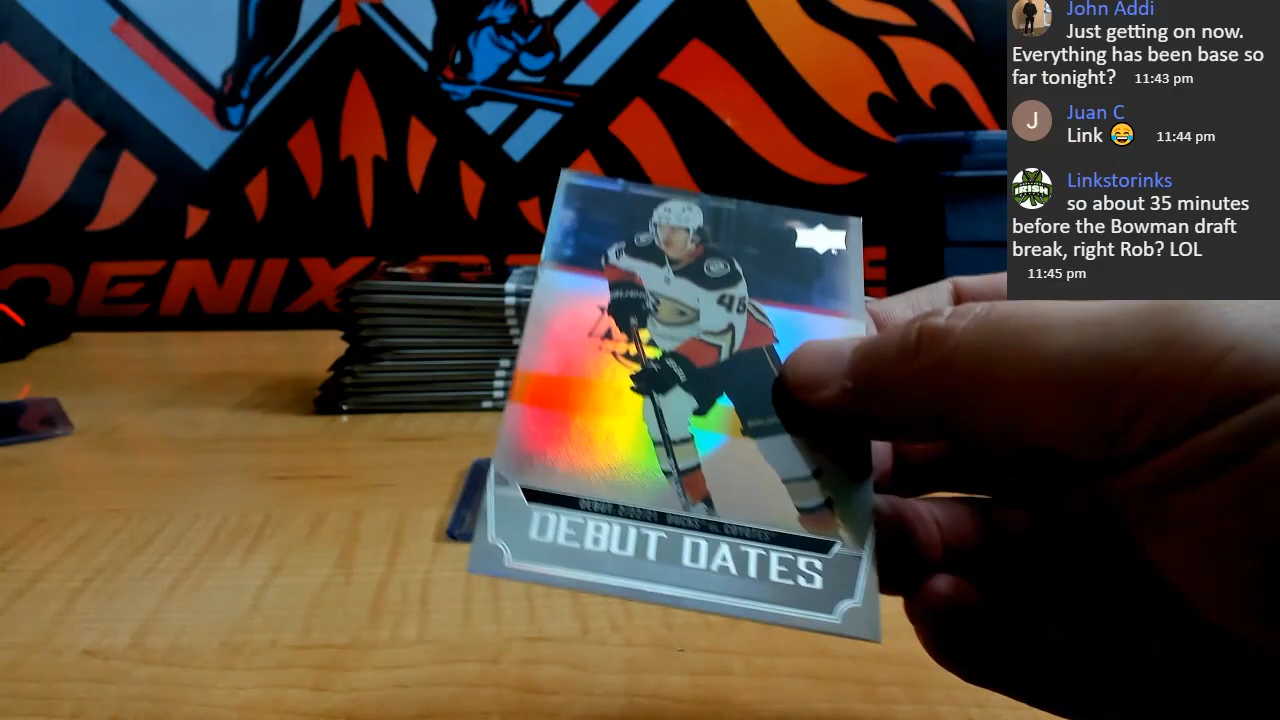 John Addi
Just getting on now.
Everything has been base so
far tonight? 11:43 pm
J
Juan C
Link 😂 11:44 pm
IRISH
Linkstorinks
so about 35 minutes
before the Bowman draft
break, right Rob? LOL
11:45 pm
OENIX
46
DEBUT DATES